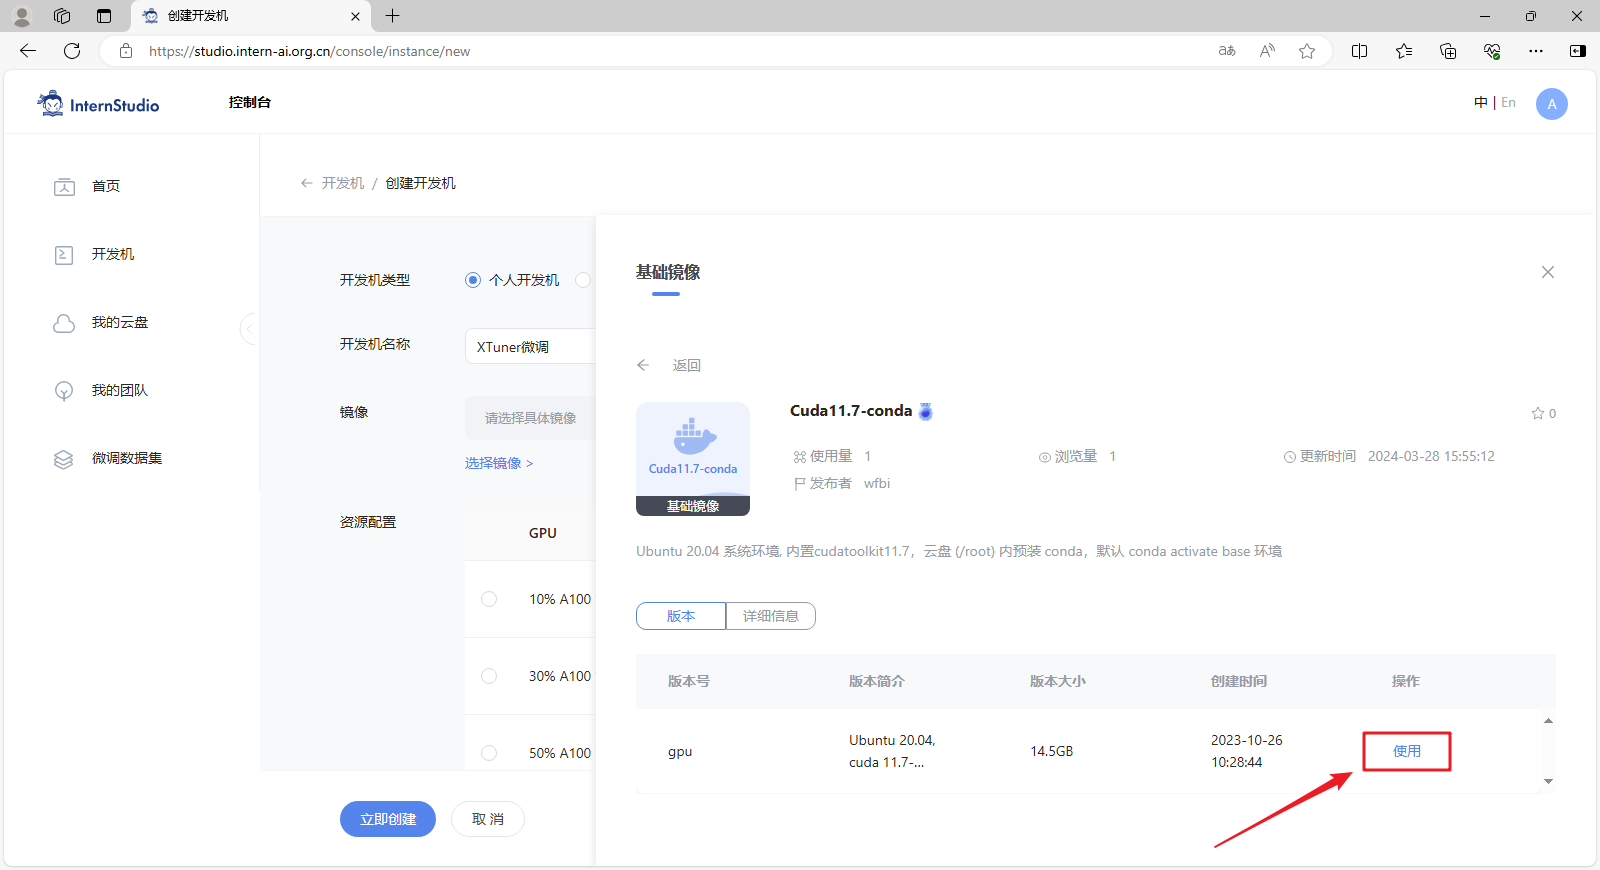 创建开发机
https://studio.intern-ai.org.cn/console/instance/new
InternStudio
控制台
中 | En
A
首页
开发机
我的云盘
我的团队
微调数据集
开发机 / 创建开发机
开发机类型
个人开发机
开发机名称
XTuner微调
镜像
请选择具体镜像
选择镜像 >
资源配置
GPU
10% A100
30% A100
50% A100
立即创建
取 消
基础镜像
返回
Cuda11.7-conda
基础镜像
Cuda11.7-conda
0
使用量 1
浏览量 1
更新时间 2024-03-28 15:55:12
发布者 wfbi
Ubuntu 20.04 系统环境, 内置cudatoolkit11.7，云盘 (/root) 内预装 conda，默认 conda activate base 环境
版本
详细信息
版本号 版本简介 版本大小 创建时间 操作
gpu
Ubuntu 20.04,
cuda 11.7-...
14.5GB
2023-10-26
10:28:44
使用